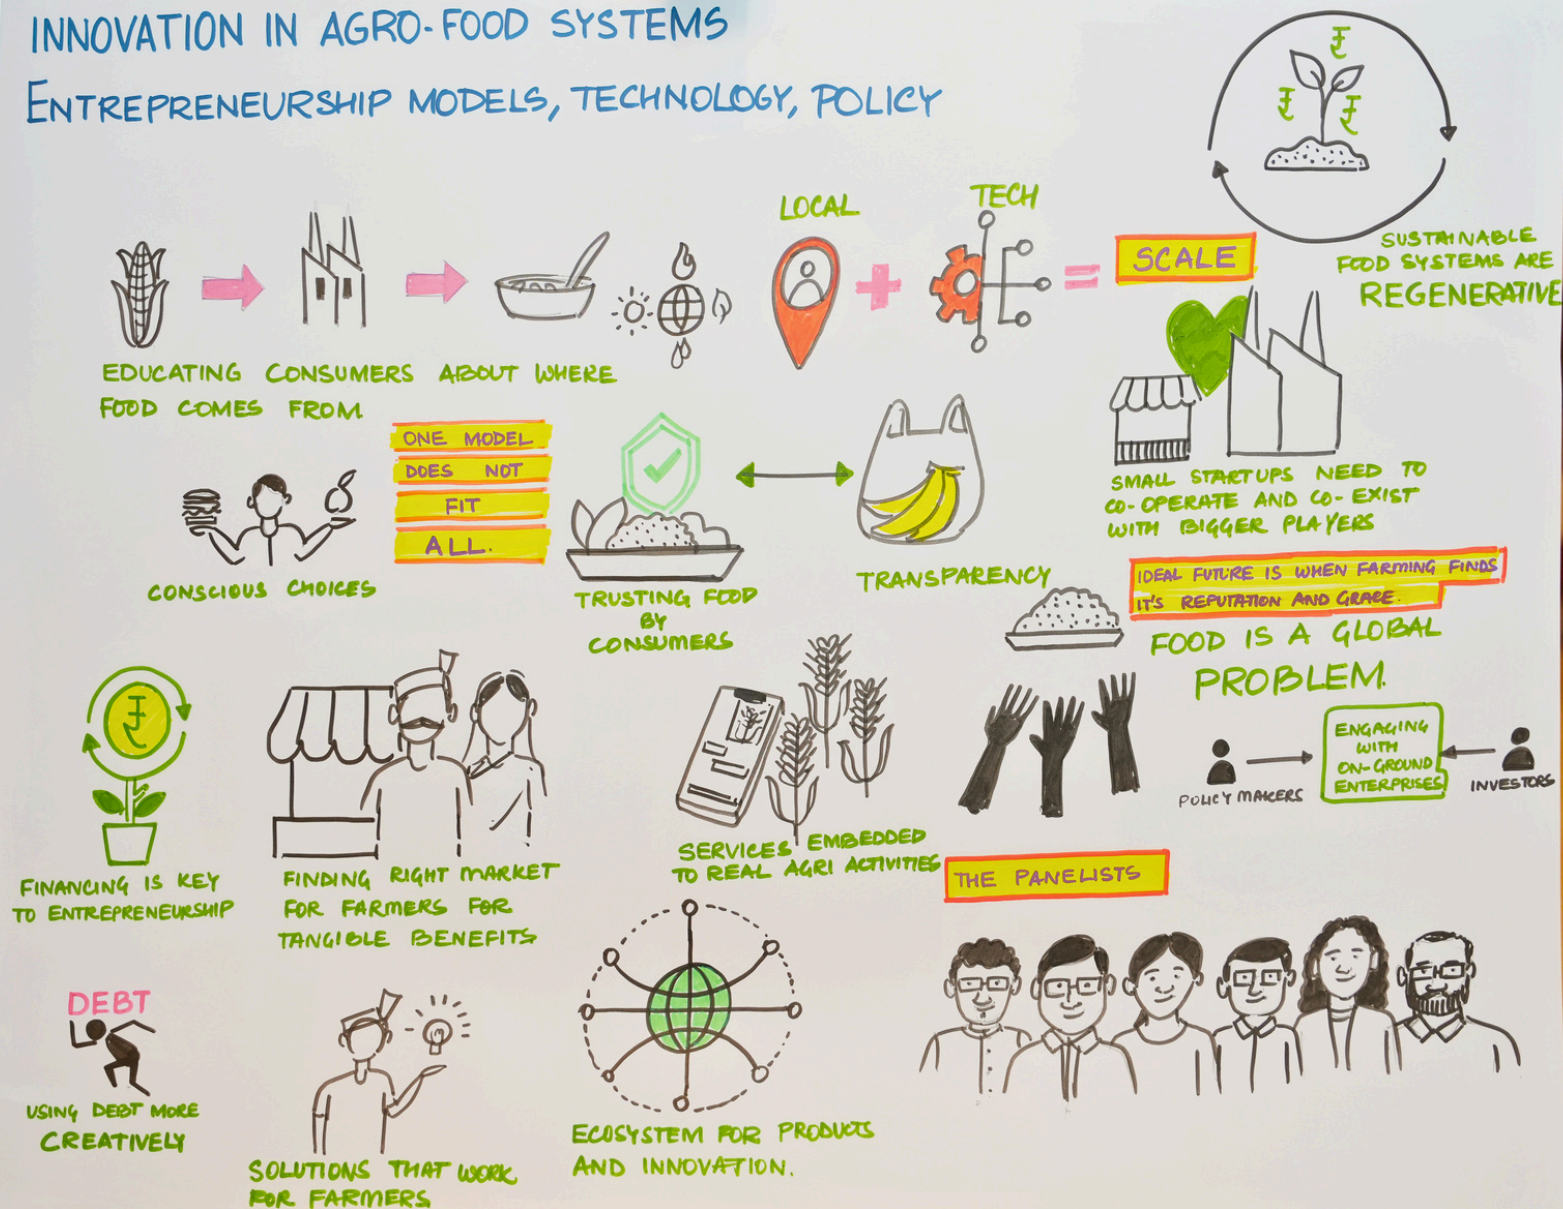 INNOVATION IN AGRO-FOOD SYSTEMS
ENTREPRENEURSHIP MODELS, TECHNOLOGY, POLICY
₹
₹
₹
SUSTAINABLE
FOOD SYSTEMS ARE
REGENERATIVE
LOCAL
TECH
SCALE
EDUCATING CONSUMERS ABOUT WHERE
FOOD COMES FROM
SMALL STARTUPS NEED TO
CO-OPERATE AND CO-EXIST
WITH BIGGER PLAYERS
CONSCIOUS CHOICES
ONE MODEL
DOES NOT
FIT
ALL.
TRUSTING FOOD
BY
CONSUMERS
TRANSPARENCY
IDEAL FUTURE IS WHEN FARMING FINDS
IT'S REPUTATION AND GRACE.
FOOD IS A GLOBAL
PROBLEM.
₹
FINANCING IS KEY
TO ENTREPRENEURSHIP
FINDING RIGHT MARKET
FOR FARMERS FOR
TANGIBLE BENEFITS
SERVICES EMBEDDED
TO REAL AGRI ACTIVITIES
POLICY MAKERS
ENGAGING
WITH
ON-GROUND
ENTERPRISES
INVESTORS
THE PANELISTS
DEBT
USING DEBT MORE
CREATIVELY
SOLUTIONS THAT WORK
FOR FARMERS
ECOSYSTEM FOR PRODUCTS
AND INNOVATION.